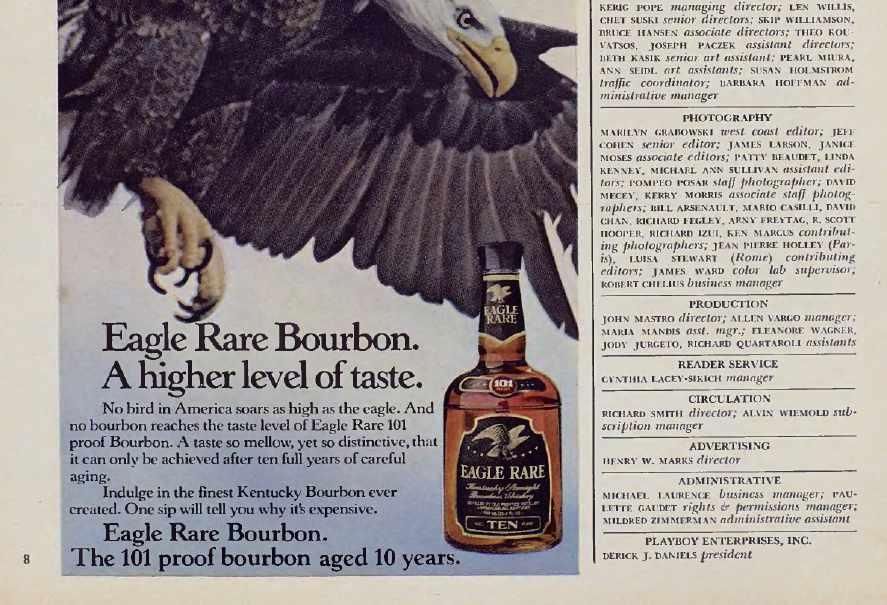 Eagle Rare Bourbon.
A higher level of taste.
No bird in America soars as high as the eagle. And
no bourbon reaches the taste level of Eagle Rare 101
proof Bourbon. A taste so mellow, yet so distinctive, that
it can only be achieved after ten full years of careful
aging.
Indulge in the finest Kentucky Bourbon ever
created. One sip will tell you why it's expensive.
Eagle Rare Bourbon.
The 101 proof bourbon aged 10 years.
EAGLE
RARE
101
EAGLE RARE
Kentucky Straight
Bourbon Whiskey
TEN
8
KERIG POPE managing director; LEN WILLIS,
CHET SUSKI senior directors; SKIP WILLIAMSON,
BRUCE HANSEN associate directors; THEO KOU-
VATSOS, JOSEPH PACZEK assistant directors;
BETH KASIK senior art assistant; PEARL MIURA,
ANN SEIDL art assistants; SUSAN HOLMSTROM
traffic coordinator; BARBARA HOFFMAN ad-
ministrative manager
PHOTOGRAPHY
MARILYN GRABOWSKI west coast editor; JEFF
COHEN senior editor; JAMES LARSON, JANICE
MOSES associate editors; PATTY BEAUDET, LINDA
KENNEY, MICHAEL ANN SULLIVAN assistant edi-
tors; POMPEO POSAR staff photographer; DAVID
MECEY, KERRY MORRIS associate staff photog-
raphers; BILL ARSENAULT, MARIO CASILLI, DAVID
CHAN, RICHARD FEGLEY, ARNY FREYTAG, R. SCOTT
HOOPER, RICHARD IZUI, KEN MARCUS contribut-
ing photographers; JEAN PIERRE HOLLEY (Par-
is), LUISA STEWART (Rome) contributing
editors; JAMES WARD color lab supervisor;
ROBERT CHELIUS business manager
PRODUCTION
JOHN MASTRO director; ALLEN VARGO manager;
MARIA MANDIS asst. mgr.; ELEANORE WAGNER,
JODY JURGETO, RICHARD QUARTAROLI assistants
READER SERVICE
CYNTHIA LACEY-SIKICH manager
CIRCULATION
RICHARD SMITH director; ALVIN WIEMOLD sub-
scription manager
ADVERTISING
HENRY W. MARKS director
ADMINISTRATIVE
MICHAEL LAURENCE business manager; PAU-
LETTE GAUDET rights & permissions manager;
MILDRED ZIMMERMAN administrative assistant
PLAYBOY ENTERPRISES, INC.
DERICK J. DANIELS president